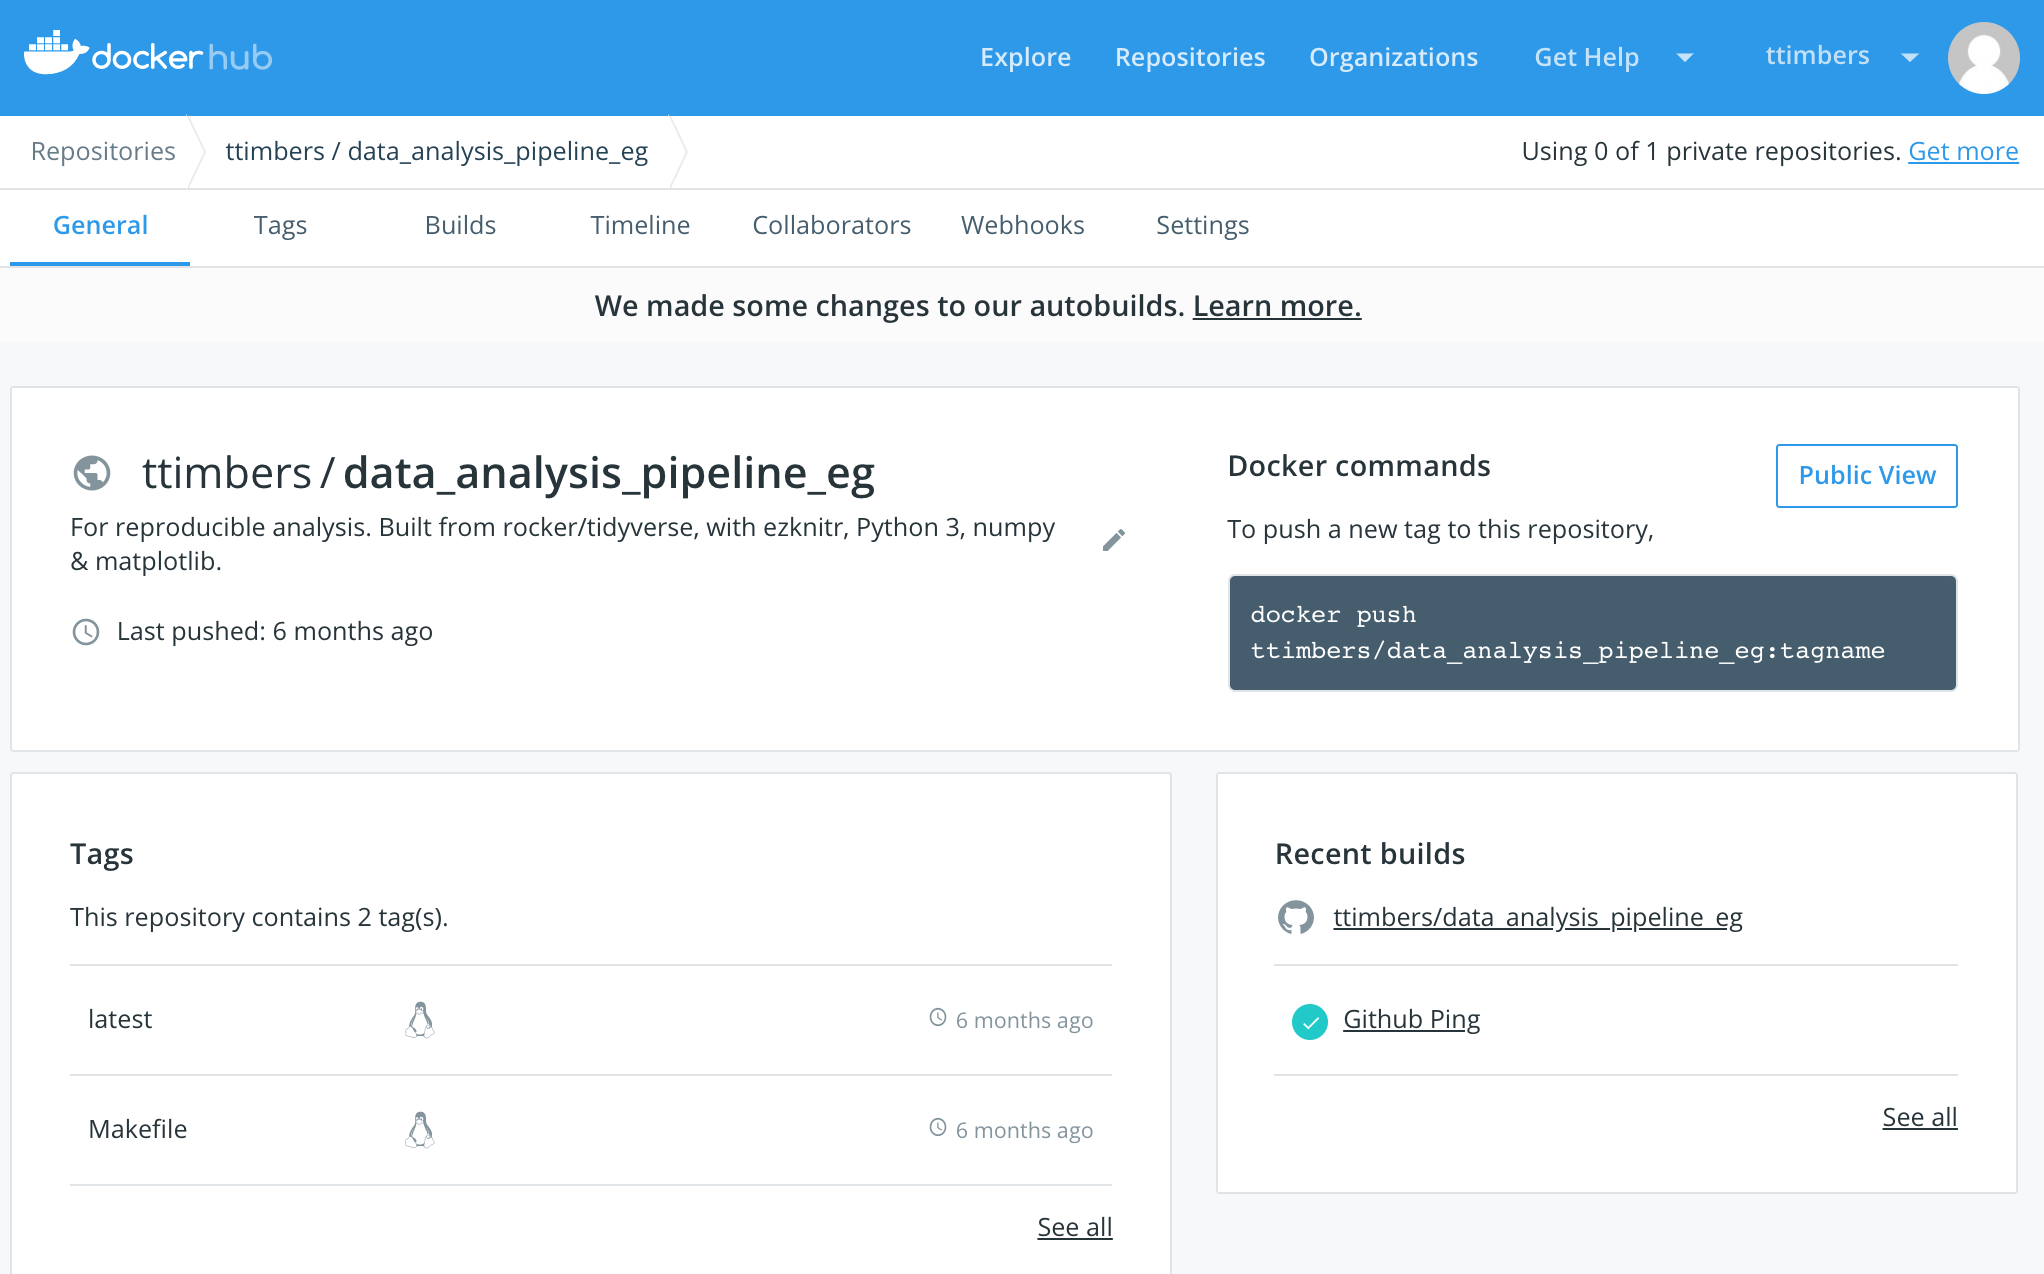 dockerhub
Explore Repositories Organizations Get Help ttimbers
Repositories ttimbers / data_analysis_pipeline_eg Using 0 of 1 private repositories. Get more
General Tags Builds Timeline Collaborators Webhooks Settings
We made some changes to our autobuilds. Learn more.
ttimbers / data_analysis_pipeline_eg
For reproducible analysis. Built from rocker/tidyverse, with ezknitr, Python 3, numpy
& matplotlib.
Last pushed: 6 months ago
Docker commands
Public View
To push a new tag to this repository,
docker push
ttimbers/data_analysis_pipeline_eg:tagname
Tags
This repository contains 2 tag(s).
latest 6 months ago
Makefile 6 months ago
See all
Recent builds
ttimbers/data_analysis_pipeline_eg
Github Ping
See all